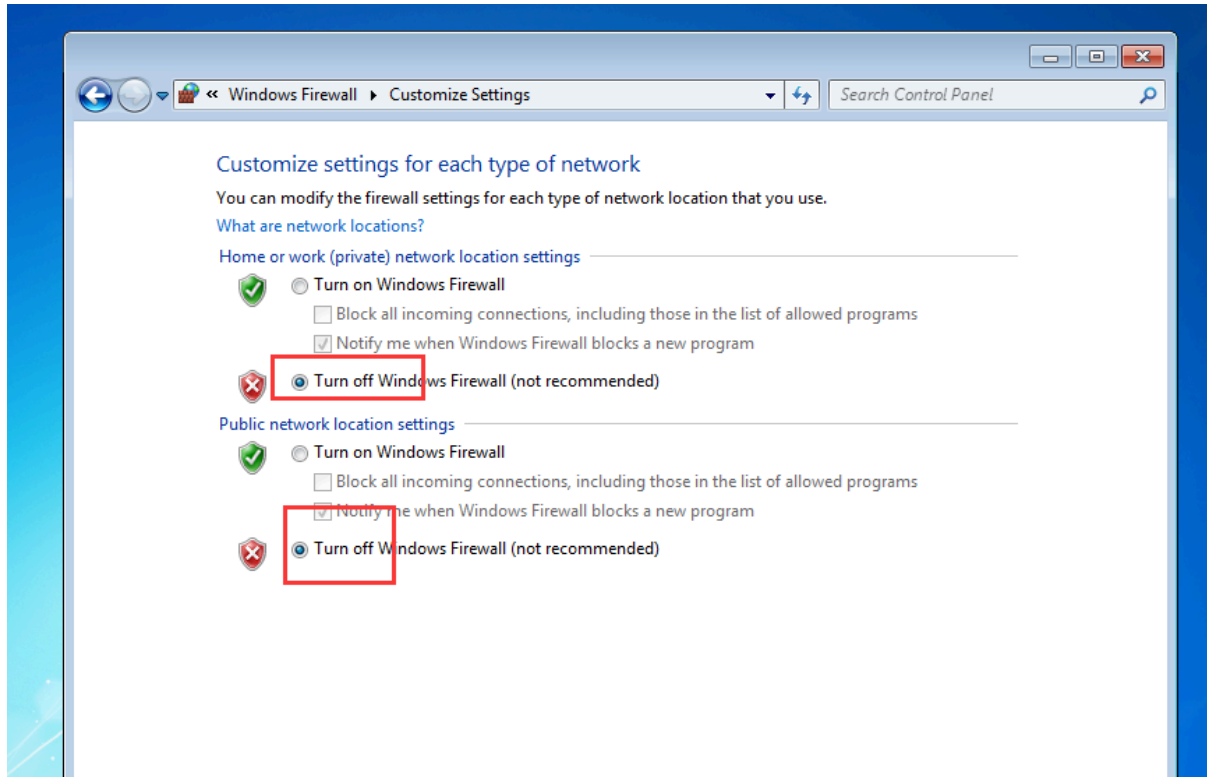 « Windows Firewall ▸ Customize Settings
Search Control Panel
Customize settings for each type of network
You can modify the firewall settings for each type of network location that you use.
What are network locations?
Home or work (private) network location settings
Turn on Windows Firewall
Block all incoming connections, including those in the list of allowed programs
Notify me when Windows Firewall blocks a new program
Turn off Windows Firewall (not recommended)
Public network location settings
Turn on Windows Firewall
Block all incoming connections, including those in the list of allowed programs
Notify me when Windows Firewall blocks a new program
Turn off Windows Firewall (not recommended)